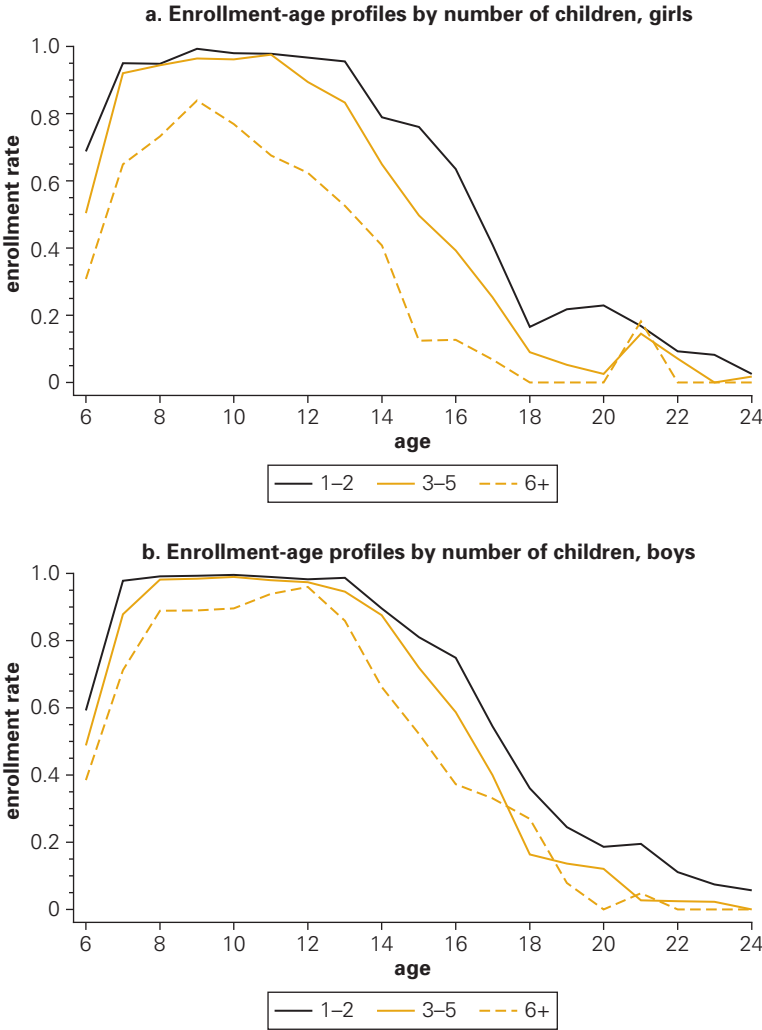 a. Enrollment-age profiles by number of children, girls
enrollment rate
1.0
0.8
0.6
0.4
0.2
0
6 8 10 12 14 16 18 20 22 24
age
1–2 3–5 6+
b. Enrollment-age profiles by number of children, boys
enrollment rate
1.0
0.8
0.6
0.4
0.2
0
6 8 10 12 14 16 18 20 22 24
age
1–2 3–5 6+